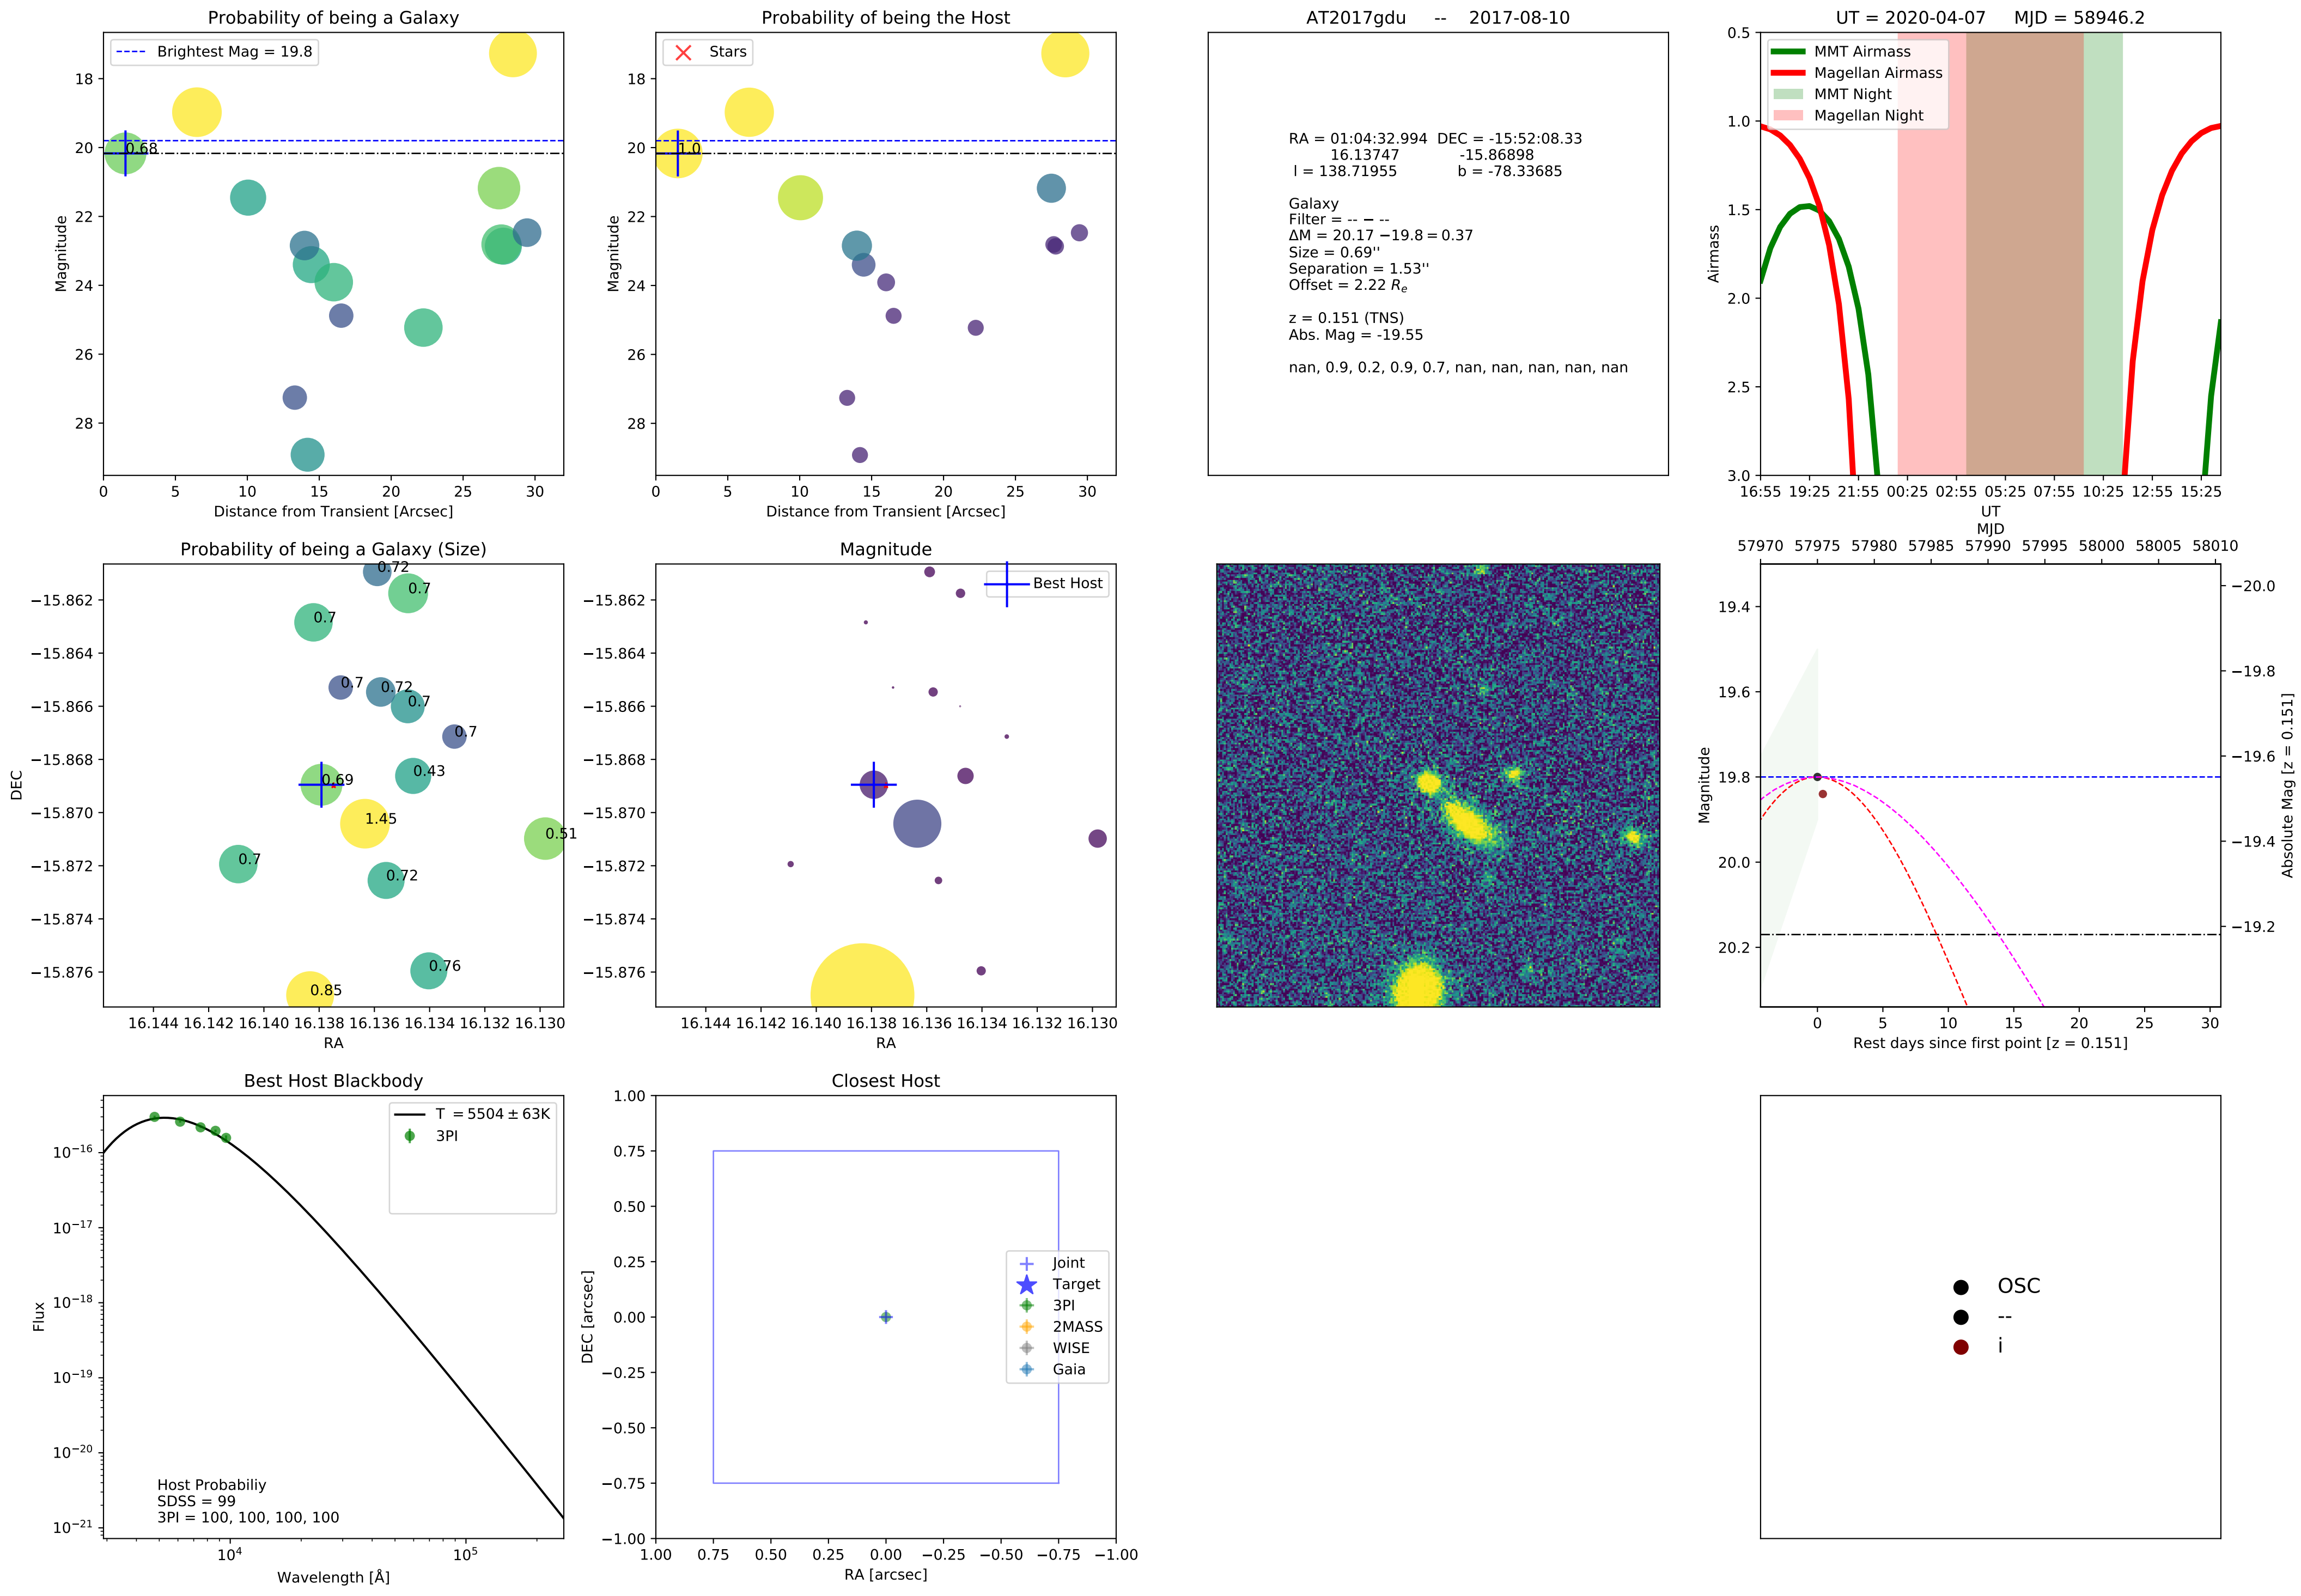 Probability of being a Galaxy
Brightest Mag = 19.8
0.68
18
20
22
24
26
28
Magnitude
0 5 10 15 20 25 30
Distance from Transient [Arcsec]
Probability of being the Host
Stars
1.0
18
20
22
24
26
28
Magnitude
0 5 10 15 20 25 30
Distance from Transient [Arcsec]
AT2017gdu -- 2017-08-10
RA = 01:04:32.994 DEC = -15:52:08.33
16.13747 -15.86898
l = 138.71955 b = -78.33685
Galaxy
Filter = -- − --
ΔM = 20.17 −19.8 = 0.37
Size = 0.69''
Separation = 1.53''
Offset = 2.22 Re
z = 0.151 (TNS)
Abs. Mag = -19.55
nan, 0.9, 0.2, 0.9, 0.7, nan, nan, nan, nan, nan
UT = 2020-04-07 MJD = 58946.2
MMT Airmass
Magellan Airmass
MMT Night
Magellan Night
0.5
1.0
1.5
2.0
2.5
3.0
Airmass
16:55 19:25 21:55 00:25 02:55 05:25 07:55 10:25 12:55 15:25
UT
Probability of being a Galaxy (Size)
0.72
0.7
0.7
0.7
0.72
0.7
0.7
0.69
0.43
1.45
0.51
0.7
0.72
0.76
0.85
−15.862
−15.864
−15.866
−15.868
−15.870
−15.872
−15.874
−15.876
DEC
16.144 16.142 16.140 16.138 16.136 16.134 16.132 16.130
RA
Magnitude
Best Host
−15.862
−15.864
−15.866
−15.868
−15.870
−15.872
−15.874
−15.876
16.144 16.142 16.140 16.138 16.136 16.134 16.132 16.130
RA
MJD
57970 57975 57980 57985 57990 57995 58000 58005 58010
19.4
19.6
19.8
20.0
20.2
Magnitude
−20.0
−19.8
−19.6
−19.4
−19.2
Absolute Mag [z = 0.151]
0 5 10 15 20 25 30
Rest days since first point [z = 0.151]
Best Host Blackbody
T = 5504 ± 63K
3PI
10−16
10−17
10−18
10−19
10−20
10−21
Flux
Host Probabiliy
SDSS = 99
3PI = 100, 100, 100, 100
104 105
Wavelength [Å]
Closest Host
Joint
Target
3PI
2MASS
WISE
Gaia
1.00
0.75
0.50
0.25
0.00
−0.25
−0.50
−0.75
−1.00
DEC [arcsec]
1.00 0.75 0.50 0.25 0.00 −0.25 −0.50 −0.75 −1.00
RA [arcsec]
OSC
--
i